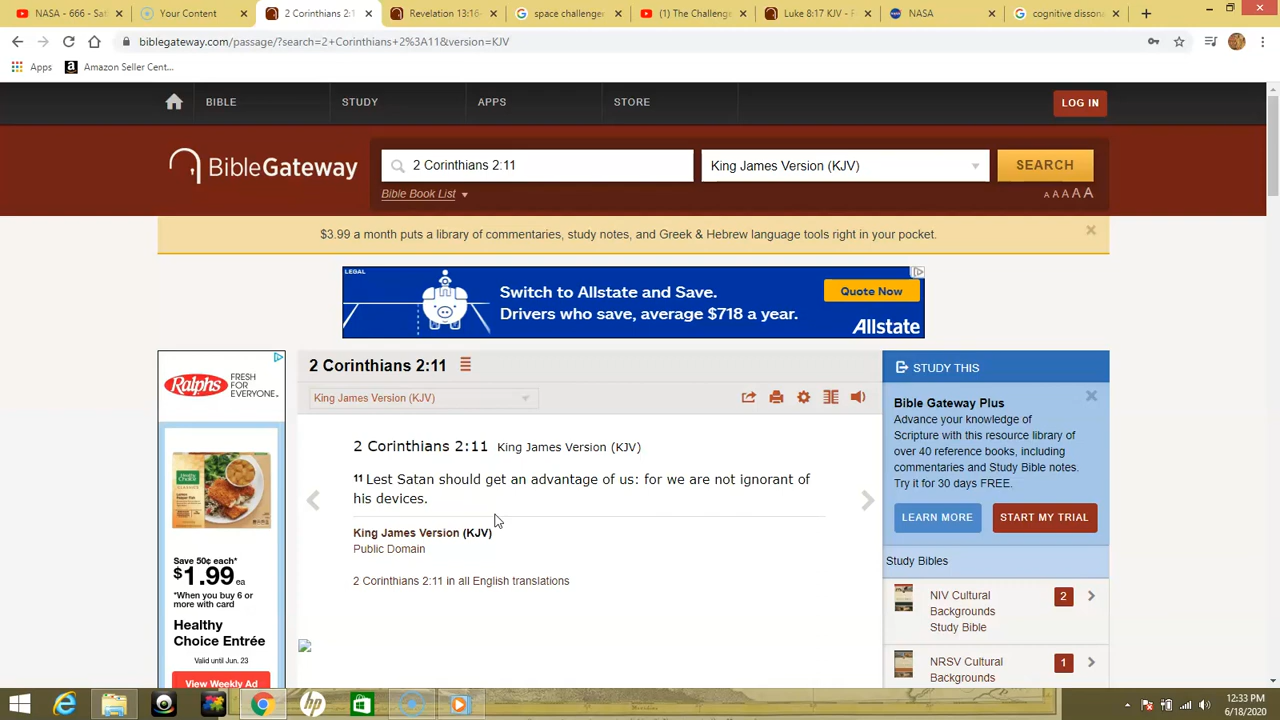 NASA - 666 - Sat
Your Content
2 Corinthians 2:1
Revelation 13:16-
space challenger
(1) The Challenge
Luke 8:17 KJV - F
NASA
cognitive dissona
biblegateway.com/passage/?search=2+Corinthians+2%3A11&version=KJV
Apps
Amazon Seller Cent...
BIBLE
STUDY
APPS
STORE
LOG IN
BibleGateway
2 Corinthians 2:11
King James Version (KJV)
SEARCH
Bible Book List
A A A A A
$3.99 a month puts a library of commentaries, study notes, and Greek & Hebrew language tools right in your pocket.
LEGAL
Switch to Allstate and Save.
Drivers who save, average $718 a year.
Quote Now
Allstate
Ralphs
FRESH
FOR
EVERYONE.
Save 50¢ each*
$1.99 ea
*When you buy 6 or
more with card
Healthy
Choice Entrée
Valid until Jun. 23
View Weekly Ad
2 Corinthians 2:11
King James Version (KJV)
2 Corinthians 2:11 King James Version (KJV)
11 Lest Satan should get an advantage of us: for we are not ignorant of
his devices.
King James Version (KJV)
Public Domain
2 Corinthians 2:11 in all English translations
STUDY THIS
Bible Gateway Plus
Advance your knowledge of
Scripture with this resource library of
over 40 reference books, including
commentaries and Study Bible notes.
Try it for 30 days FREE.
LEARN MORE
START MY TRIAL
Study Bibles
NIV Cultural
Backgrounds
Study Bible
2
NRSV Cultural
Backgrounds
1
12:33 PM
6/18/2020